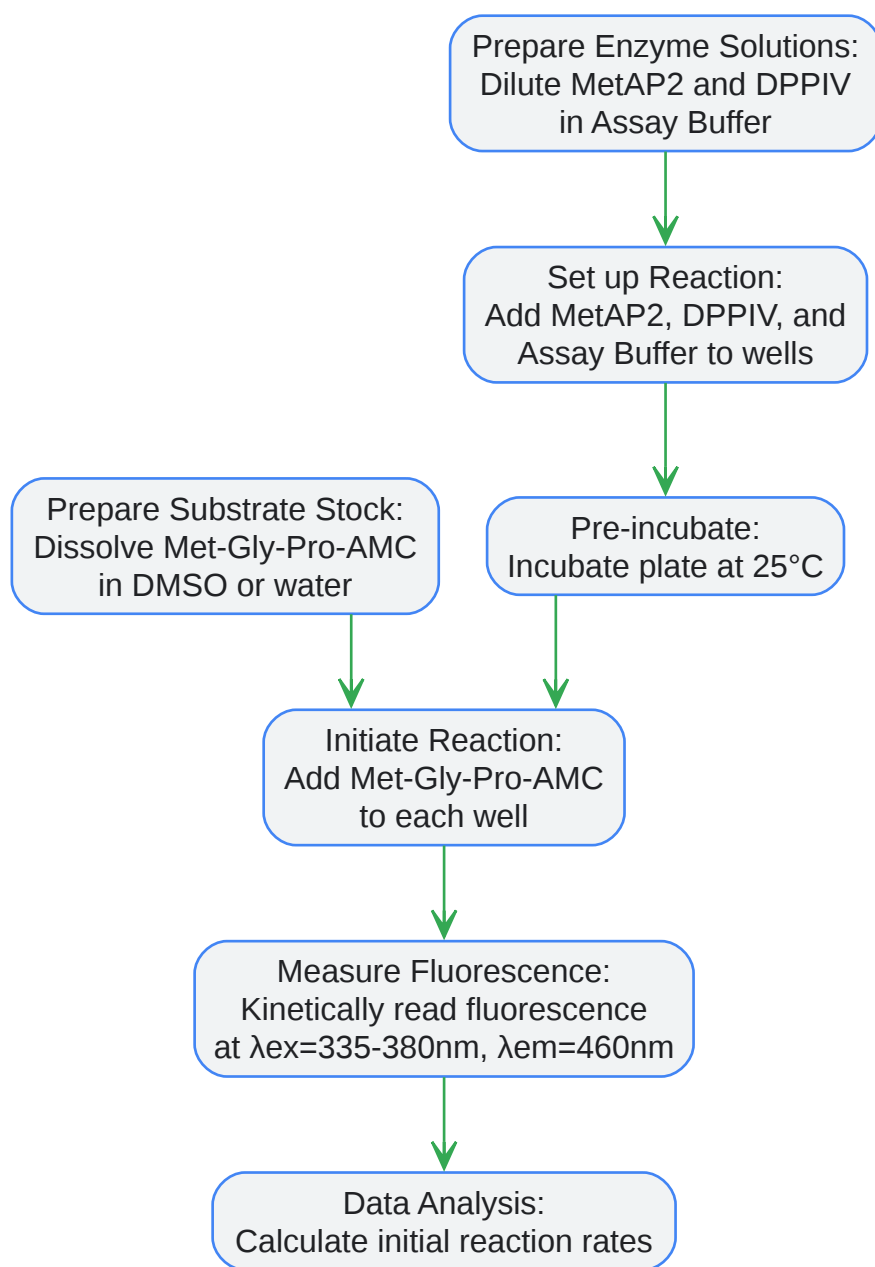 Prepare Enzyme Solutions:
Dilute MetAP2 and DPPIV
in Assay Buffer
Set up Reaction:
Add MetAP2, DPPIV, and
Assay Buffer to wells
Prepare Substrate Stock:
Dissolve Met-Gly-Pro-AMC
in DMSO or water
Pre-incubate:
Incubate plate at 25°C
Initiate Reaction:
Add Met-Gly-Pro-AMC
to each well
Measure Fluorescence:
Kinetically read fluorescence
at λex=335-380nm, λem=460nm
Data Analysis:
Calculate initial reaction rates